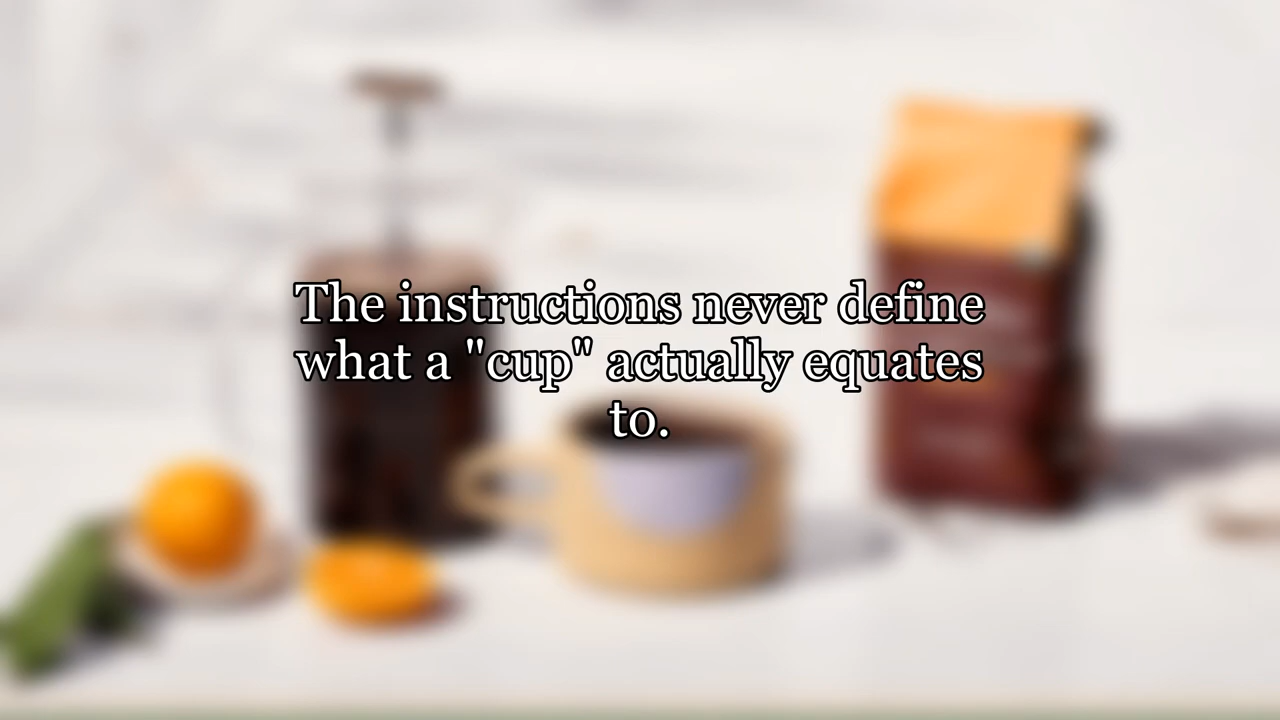 The instructions never define
what a "cup" actually equates
to.